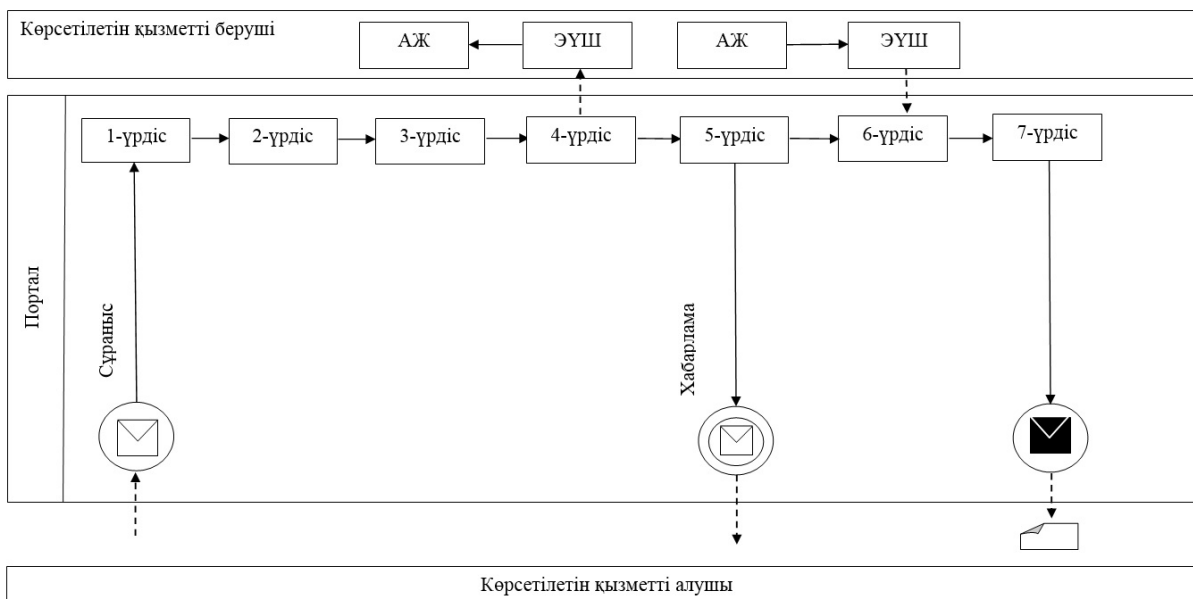 Көрсетілетін қызметті беруші
АЖ
ЭҮШ
АЖ
ЭҮШ
1-үрдіс
2-үрдіс
3-үрдіс
4-үрдіс
5-үрдіс
6-үрдіс
7-үрдіс
Портал
Сұраныс
Хабарлама
Көрсетілетін қызметті алушы